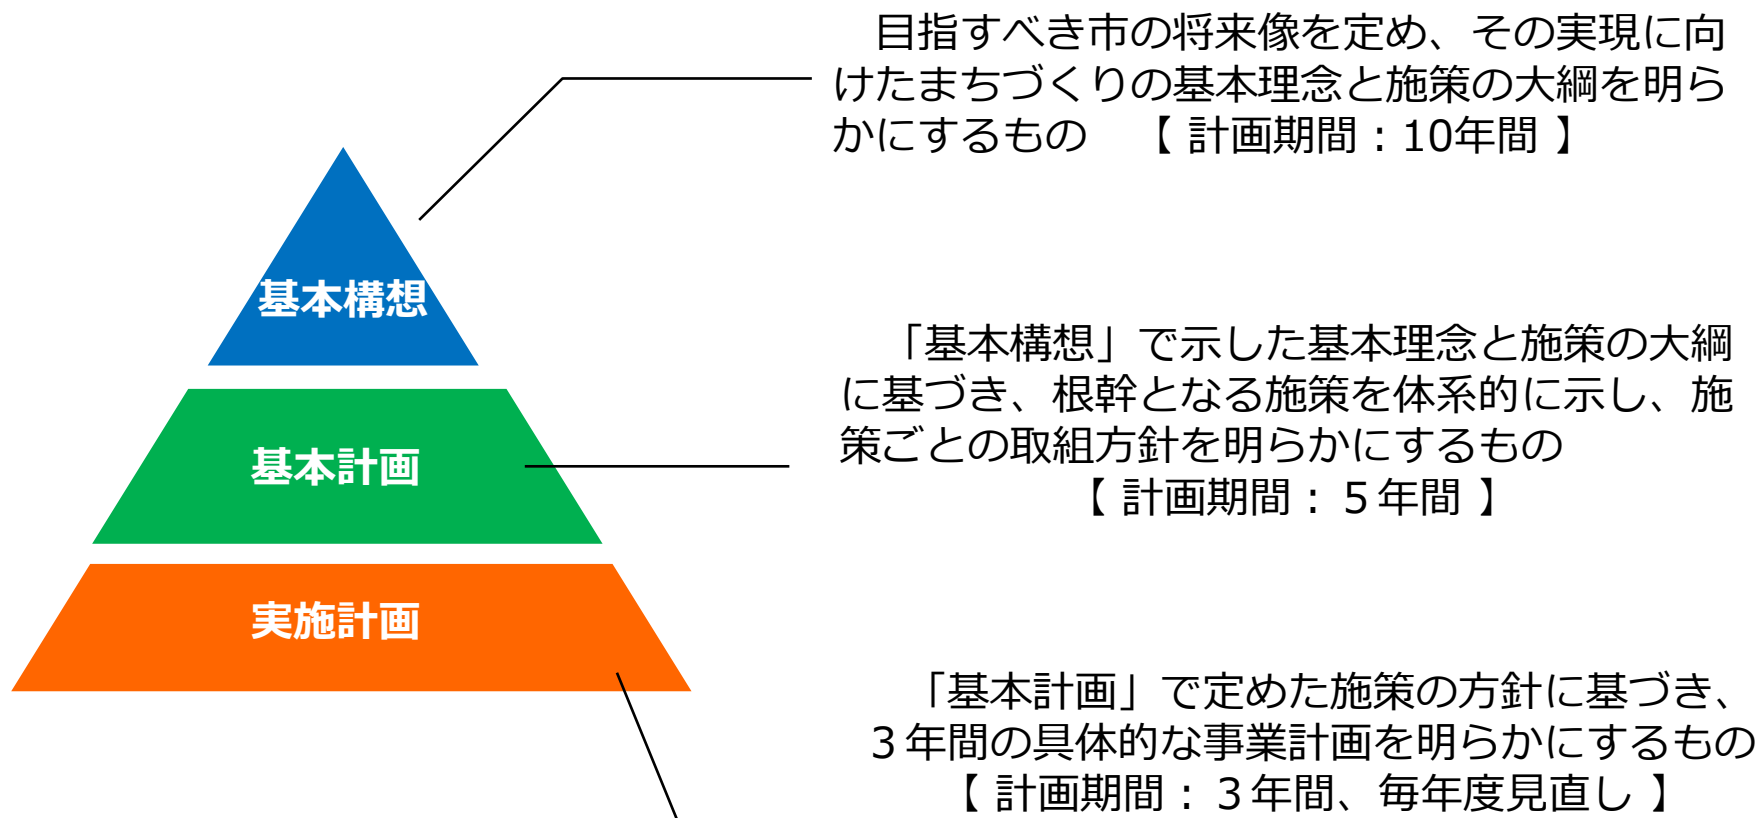 目指すべき市の将来像を定め、その実現に向
けたまちづくりの基本理念と施策の大綱を明ら
かにするもの　【 計画期間：10年間 】
基本構想
「基本構想」で示した基本理念と施策の大綱
に基づき、根幹となる施策を体系的に示し、施
策ごとの取組方針を明らかにするもの
【 計画期間：５年間 】
基本計画
実施計画
「基本計画」で定めた施策の方針に基づき、
３年間の具体的な事業計画を明らかにするもの
【 計画期間：３年間、毎年度見直し 】